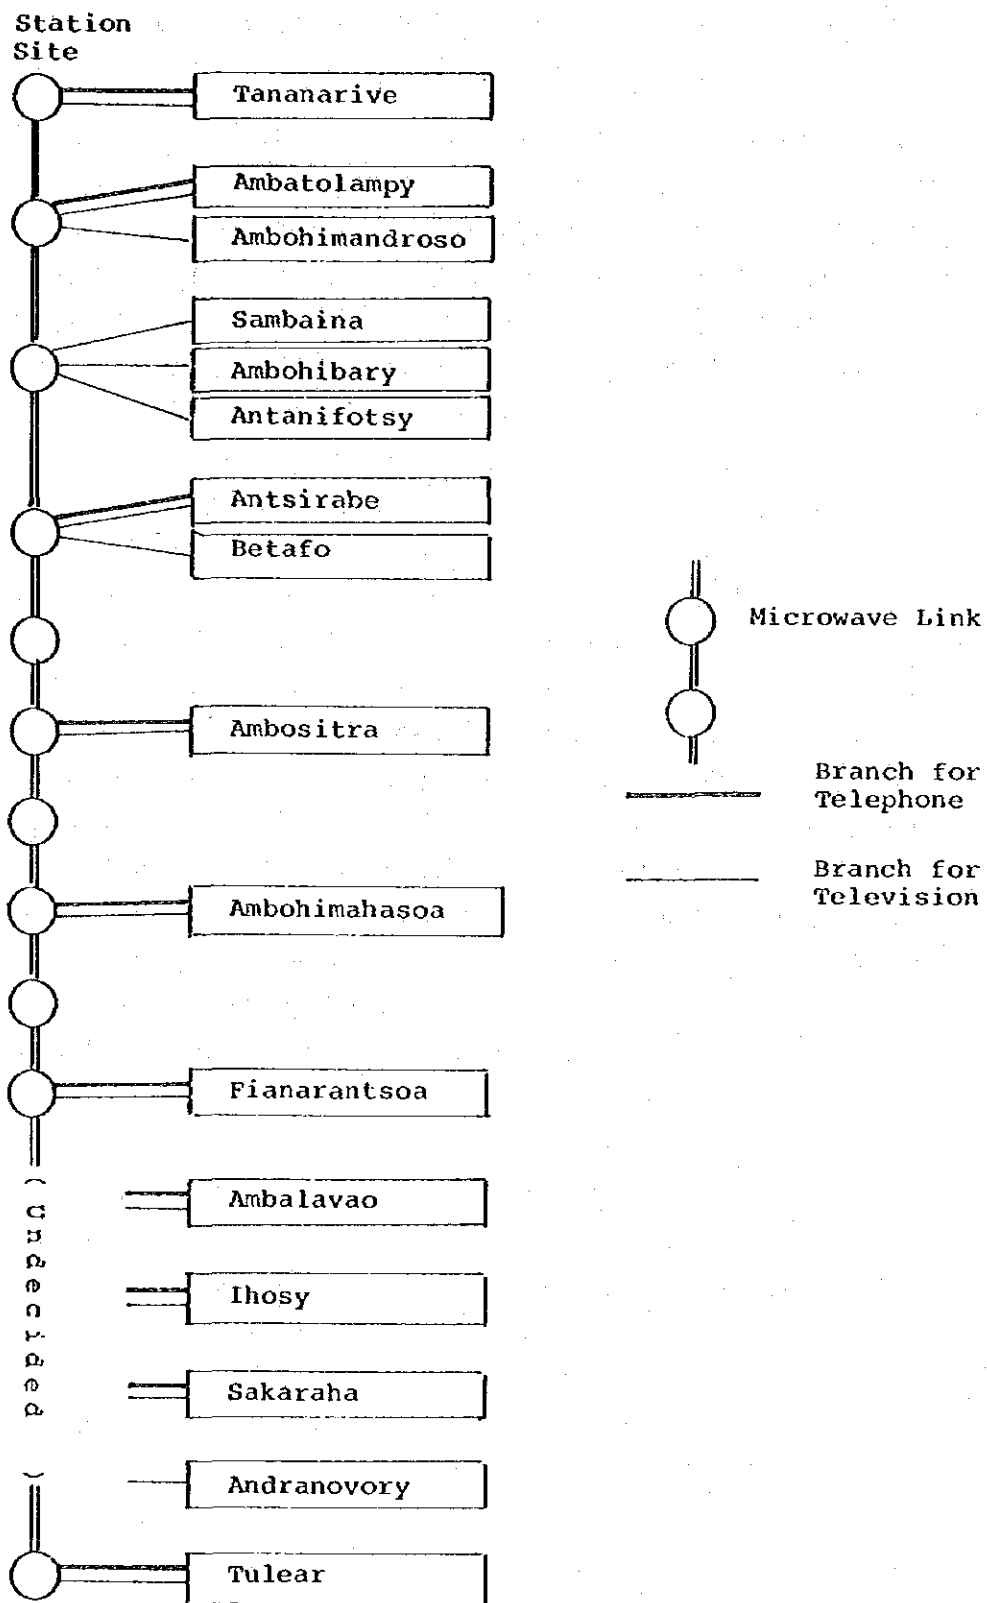 Station
Site
Tananarive
Ambatolampy
Ambohimandroso
Sambaina
Ambohibary
Antanifotsy
Antsirabe
Betafo
Microwave Link
Ambositra
Branch for
Telephone
Branch for
Television
Ambohimahasoa
Fianarantsoa
(Undecided)
Ambalavao
Ihosy
Sakaraha
Andranovory
Tulear